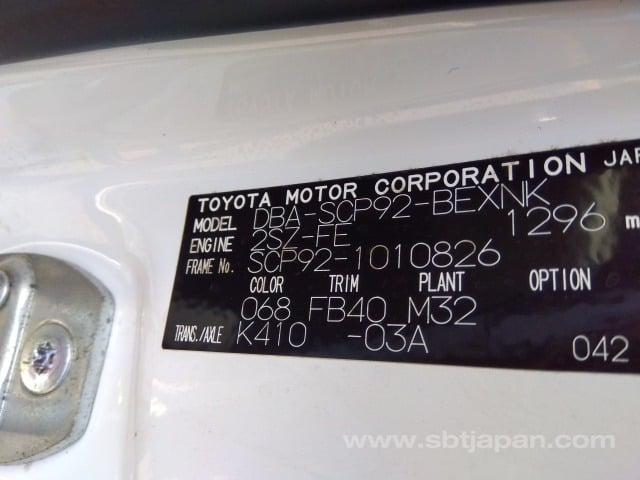 TOYOTA MOTOR CORPORATION JAP
MODEL DBA-SCP92-BEXNK
ENGINE 2SZ-FE 1296 m
FRAME No. SCP92-1010826
COLOR TRIM PLANT OPTION
068 FB40 M32
TRANS./AXLE K410 -03A
042
www.sbtjapan.com